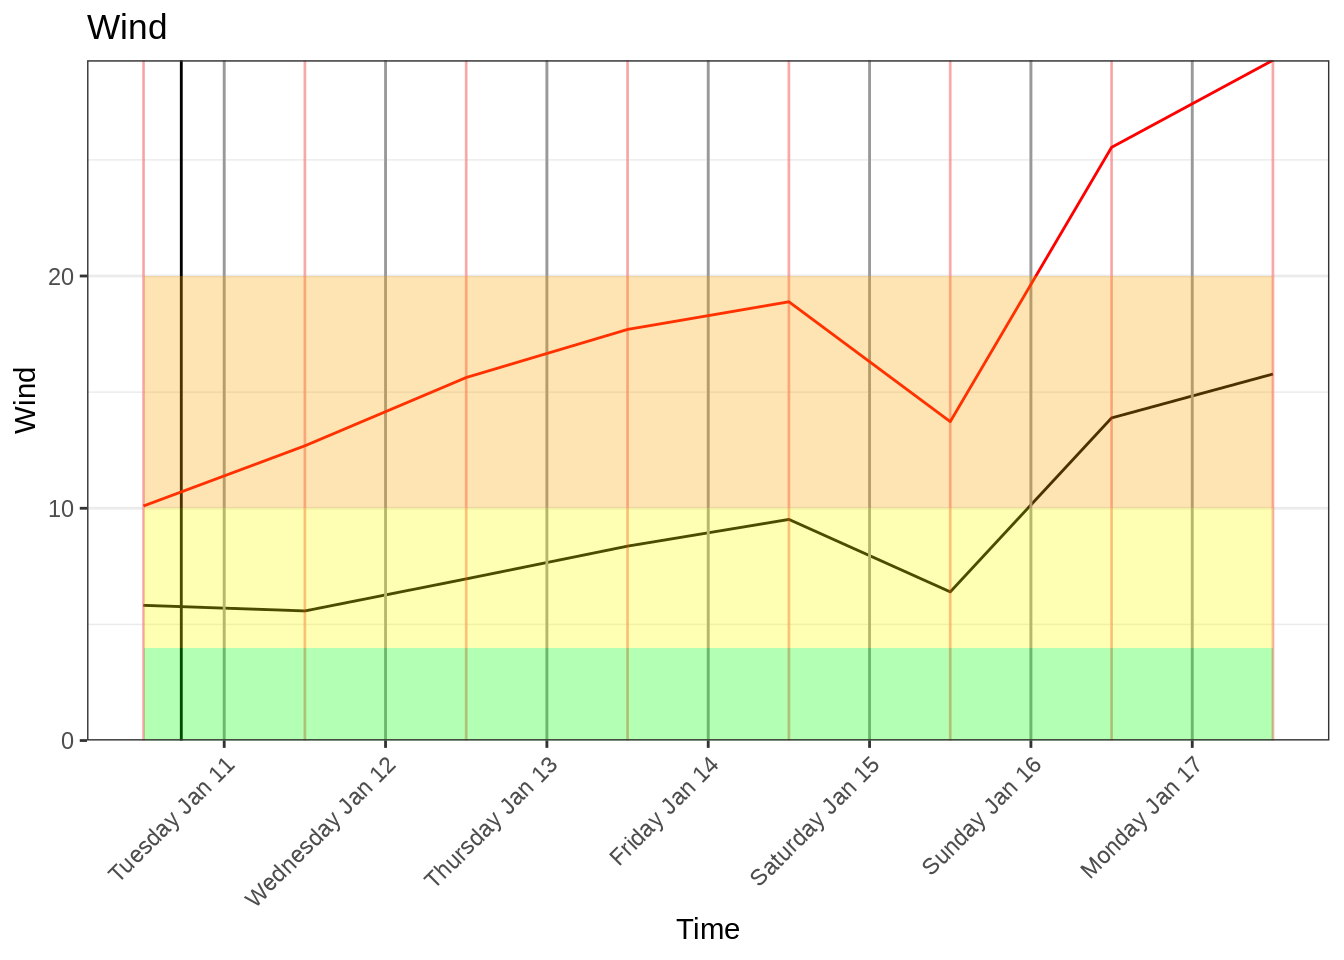 Wind
Wind
20
10
0
Tuesday Jan 11
Wednesday Jan 12
Thursday Jan 13
Friday Jan 14
Saturday Jan 15
Sunday Jan 16
Monday Jan 17
Time